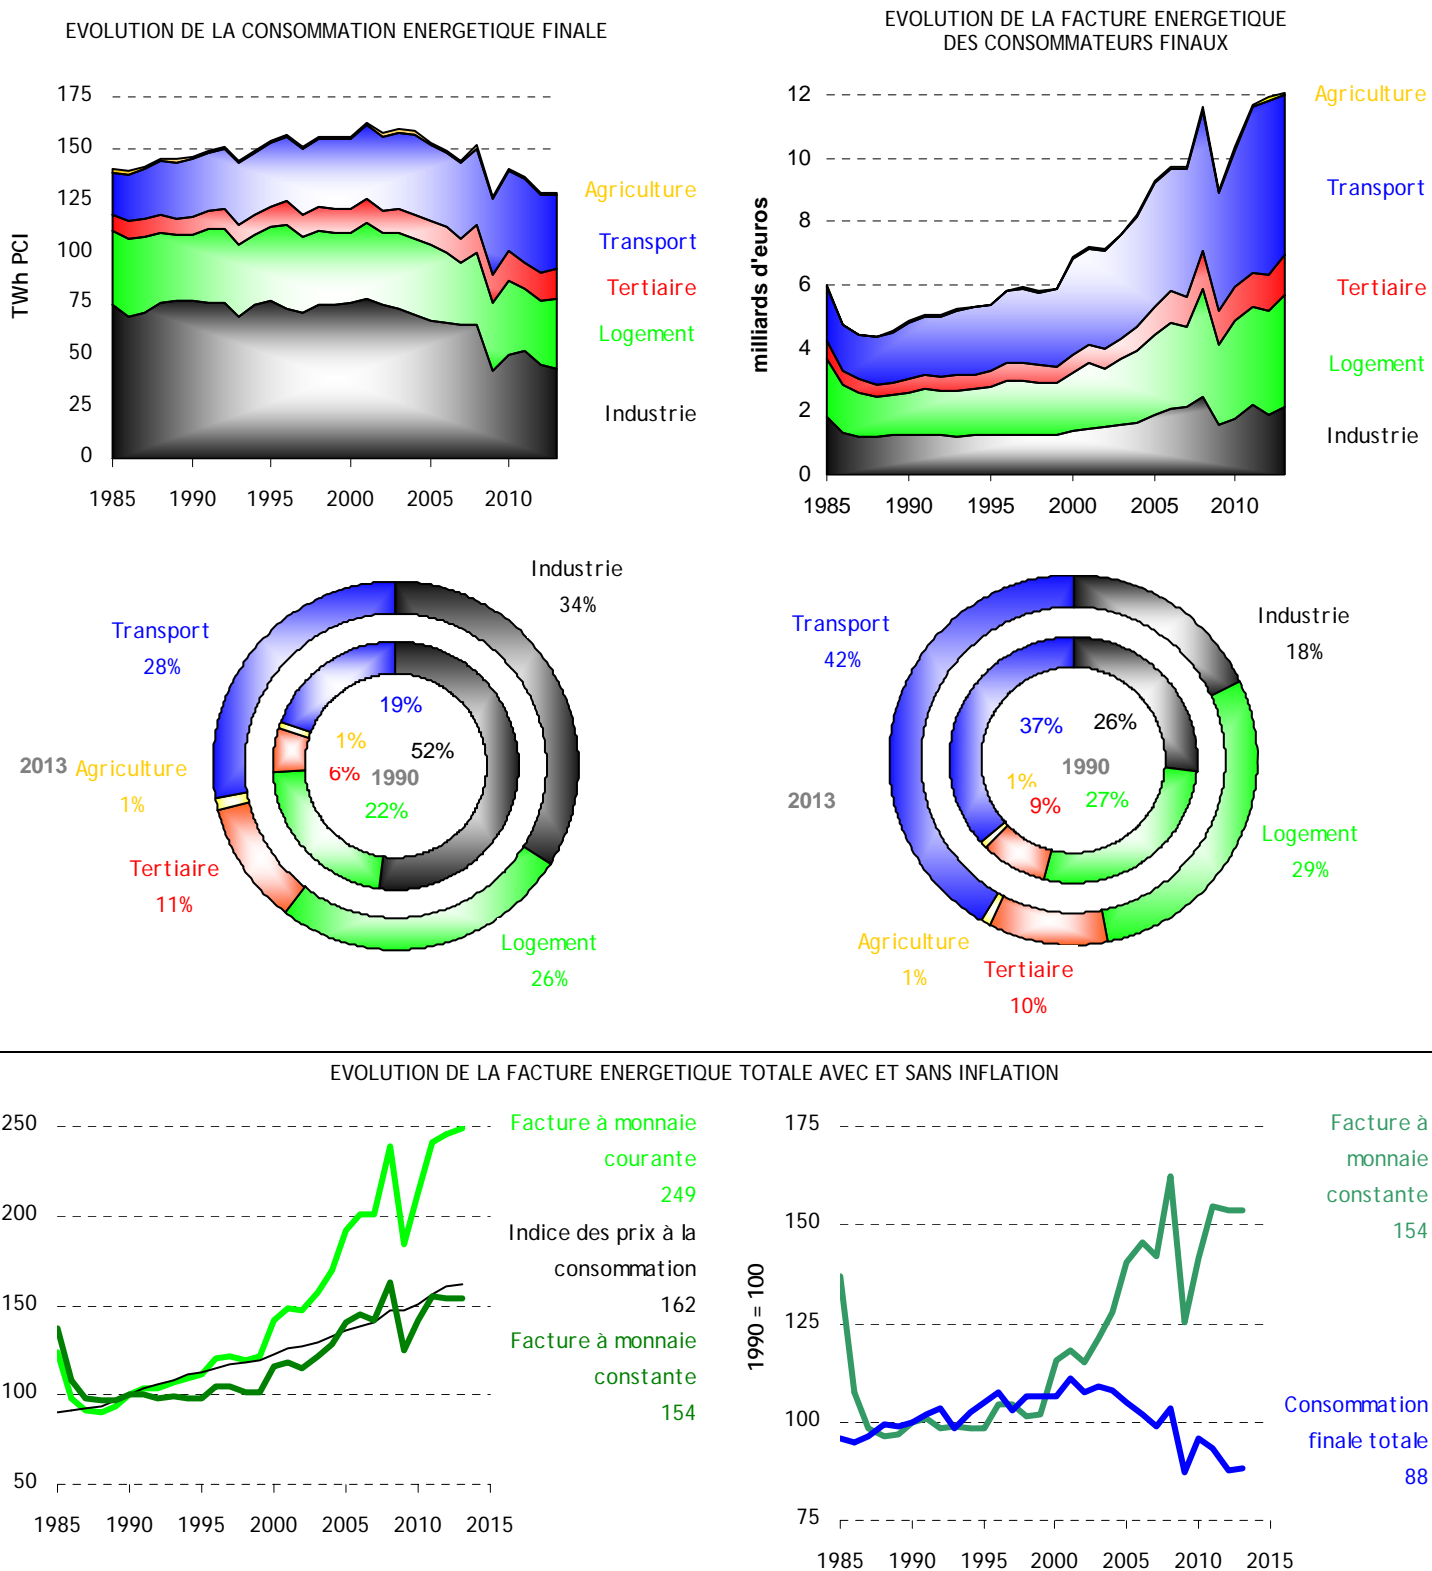 EVOLUTION DE LA CONSOMMATION ENERGETIQUE FINALE
175
150
125
100
75
50
25
0
TWh PCI
1985 1990 1995 2000 2005 2010
Agriculture
Transport
Tertiaire
Logement
Industrie
EVOLUTION DE LA FACTURE ENERGETIQUE
DES CONSOMMATEURS FINAUX
12
10
8
6
4
2
0
milliards d'euros
1985 1990 1995 2000 2005 2010
Agriculture
Transport
Tertiaire
Logement
Industrie
Industrie
34%
Transport
28%
19%
1%
52%
2013 Agriculture
6% 1990
1%
22%
Tertiaire
11%
Logement
26%
Industrie
18%
Transport
42%
37% 26%
1990
1%
27%
9%
2013
Logement
29%
Agriculture
1%
Tertiaire
10%
EVOLUTION DE LA FACTURE ENERGETIQUE TOTALE AVEC ET SANS INFLATION
250
200
150
100
50
1985 1990 1995 2000 2005 2010 2015
Facture à monnaie
courante
249
Indice des prix à la
consommation
162
Facture à monnaie
constante
154
175
150
125
100
75
1990 = 100
1985 1990 1995 2000 2005 2010 2015
Facture à
monnaie
constante
154
Consommation
finale totale
88